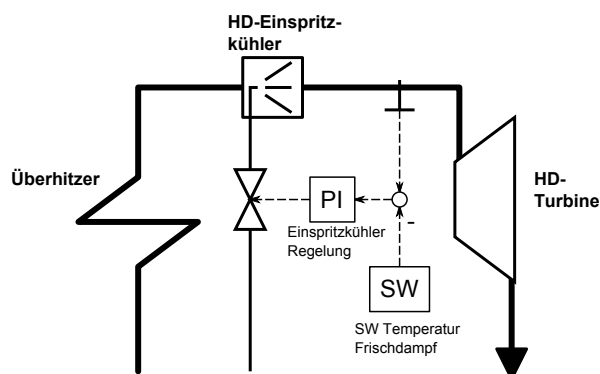 HD-Einspritz-
kühler
Überhitzer
HD-
Turbine
PI
Einspritzkühler
Regelung
-
SW
SW Temperatur
Frischdampf